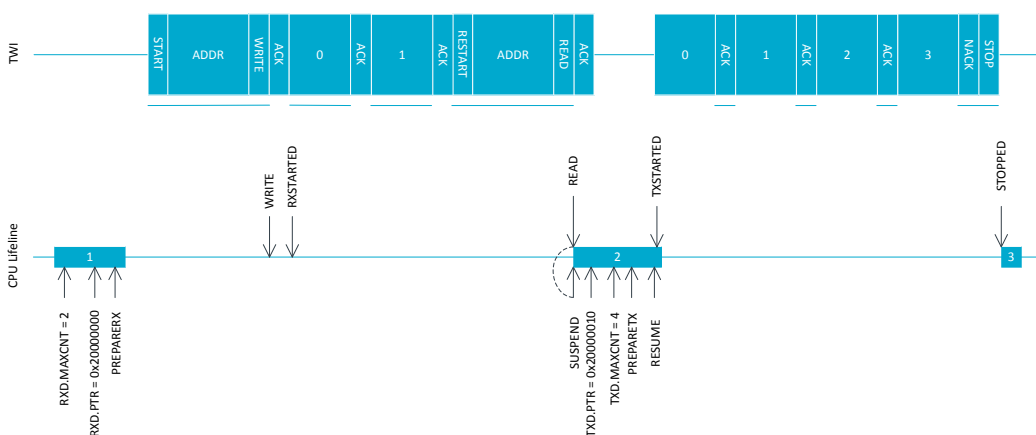 TWI
START
ADDR
WRITE
ACK
0
ACK
1
ACK
RESTART
ADDR
READ
ACK
0
ACK
1
ACK
2
ACK
3
NACK
STOP
WRITE
RXSTARTED
READ
TXSTARTED
STOPPED
CPU Lifeline
1
2
3
RXD.MAXCNT = 2
RXD.PTR = 0x20000000
PREPARERX
SUSPEND
TXD.PTR = 0x20000010
TXD.MAXCNT = 4
PREPARETX
RESUME